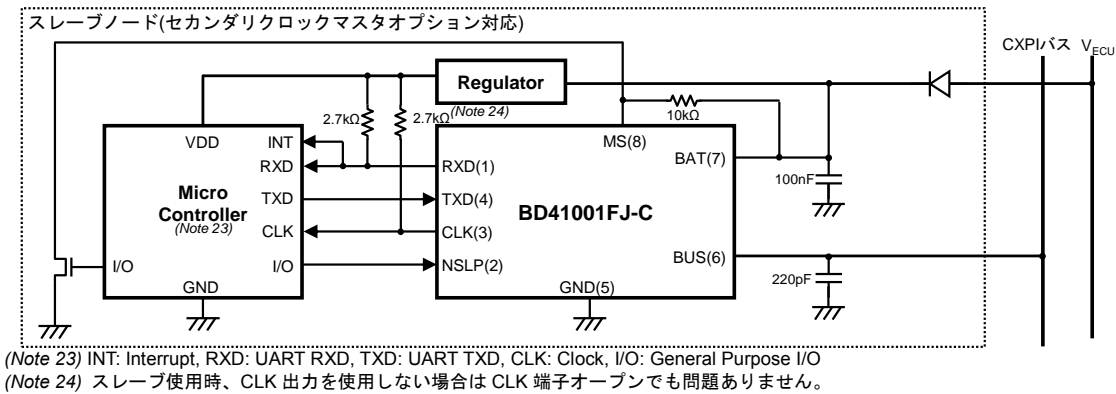 スレーブノード(セカンダリクロックマスタオプション対応)
CXPIバス VECU
Regulator
(Note 24)
2.7kΩ
2.7kΩ
10kΩ
VDD
INT
RXD
TXD
CLK
I/O
I/O
GND
Micro
Controller
(Note 23)
MS(8)
RXD(1)
BAT(7)
TXD(4)
BD41001FJ-C
CLK(3)
NSLP(2)
BUS(6)
GND(5)
100nF
220pF
(Note 23) INT: Interrupt, RXD: UART RXD, TXD: UART TXD, CLK: Clock, I/O: General Purpose I/O
(Note 24) スレーブ使用時、CLK 出力を使用しない場合は CLK 端子オープンでも問題ありません。